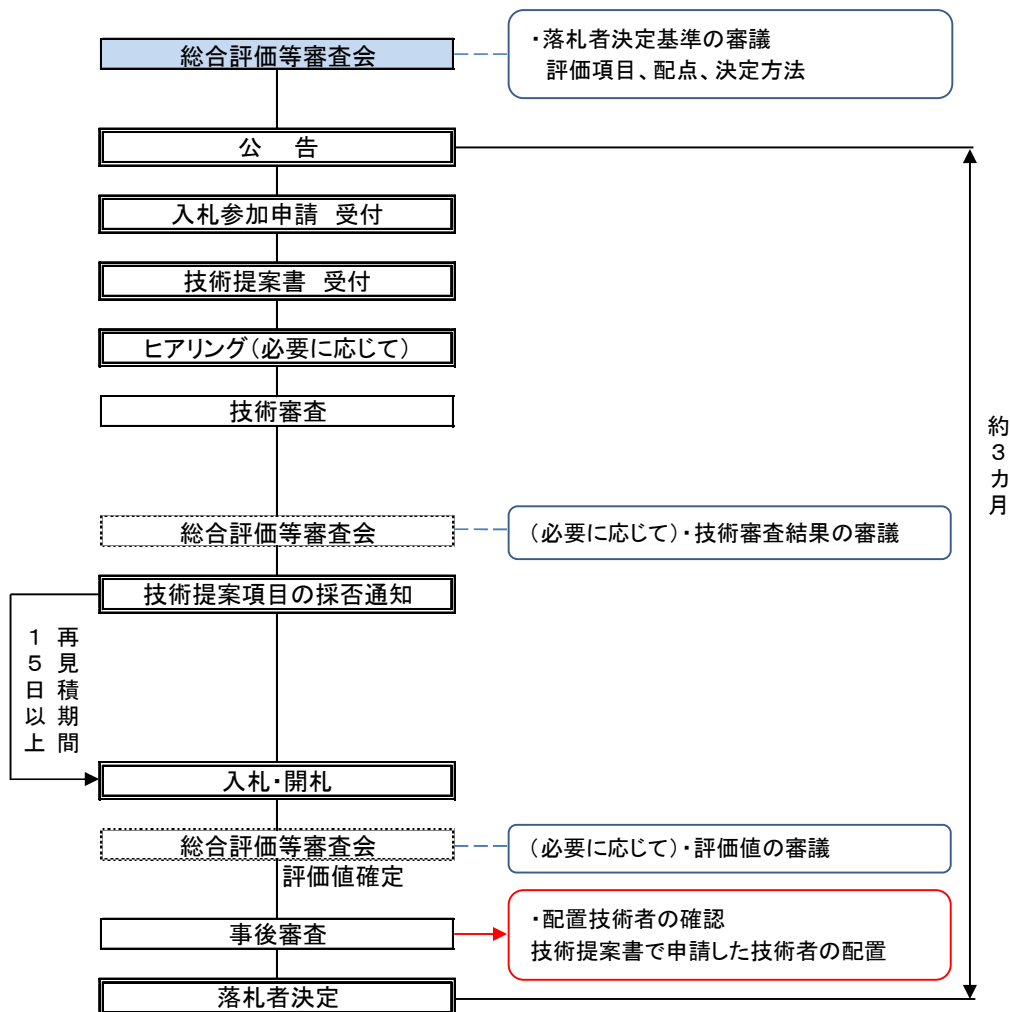 総合評価等審査会
・落札者決定基準の審議
評価項目、配点、決定方法
公　告
入札参加申請　受付
技術提案書　受付
ヒアリング（必要に応じて）
技術審査
約３カ月
総合評価等審査会
（必要に応じて）・技術審査結果の審議
技術提案項目の採否通知
再見積期間
１５日以上
入札・開札
総合評価等審査会
（必要に応じて）・評価値の審議
評価値確定
事後審査
・配置技術者の確認
技術提案書で申請した技術者の配置
落札者決定